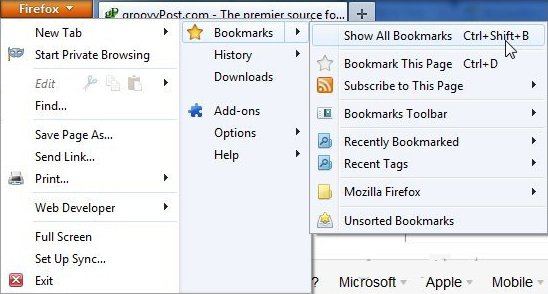 Firefox
groovyPost.com - The premier source fo...
New Tab
Start Private Browsing
Edit
Find...
Save Page As...
Send Link...
Print...
Web Developer
Full Screen
Set Up Sync...
Exit
Bookmarks
History
Downloads
Add-ons
Options
Help
Show All Bookmarks Ctrl+Shift+B
Bookmark This Page Ctrl+D
Subscribe to This Page
Bookmarks Toolbar
Recently Bookmarked
Recent Tags
Mozilla Firefox
Unsorted Bookmarks
? Microsoft Apple Mobile